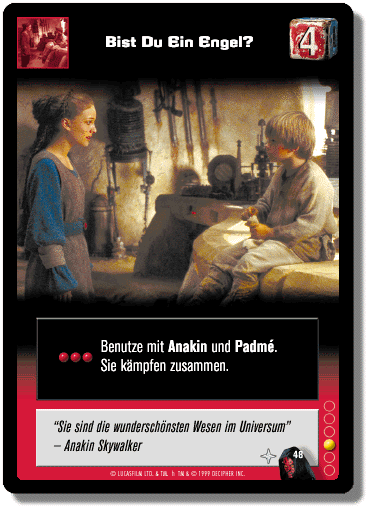 Bist Du Ein Engel?
4
Benutze mit Anakin und Padmé.
Sie kämpfen zusammen.
"Sie sind die wunderschönsten Wesen im Universum"
– Anakin Skywalker
48
© LUCASFILM LTD. & TM. h TM & © 1999 DECIPHER INC.